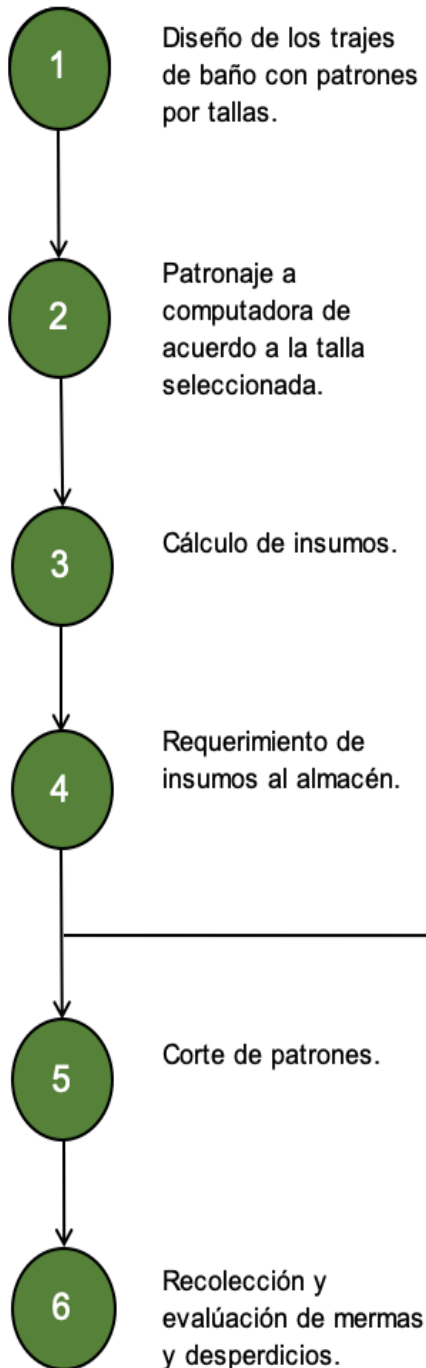 1
Diseño de los trajes
de baño con patrones
por tallas.
2
Patronaje a
computadora de
acuerdo a la talla
seleccionada.
3
Cálculo de insumos.
4
Requerimiento de
insumos al almacén.
5
Corte de patrones.
6
Recolección y
evalúación de mermas
y desperdicios.